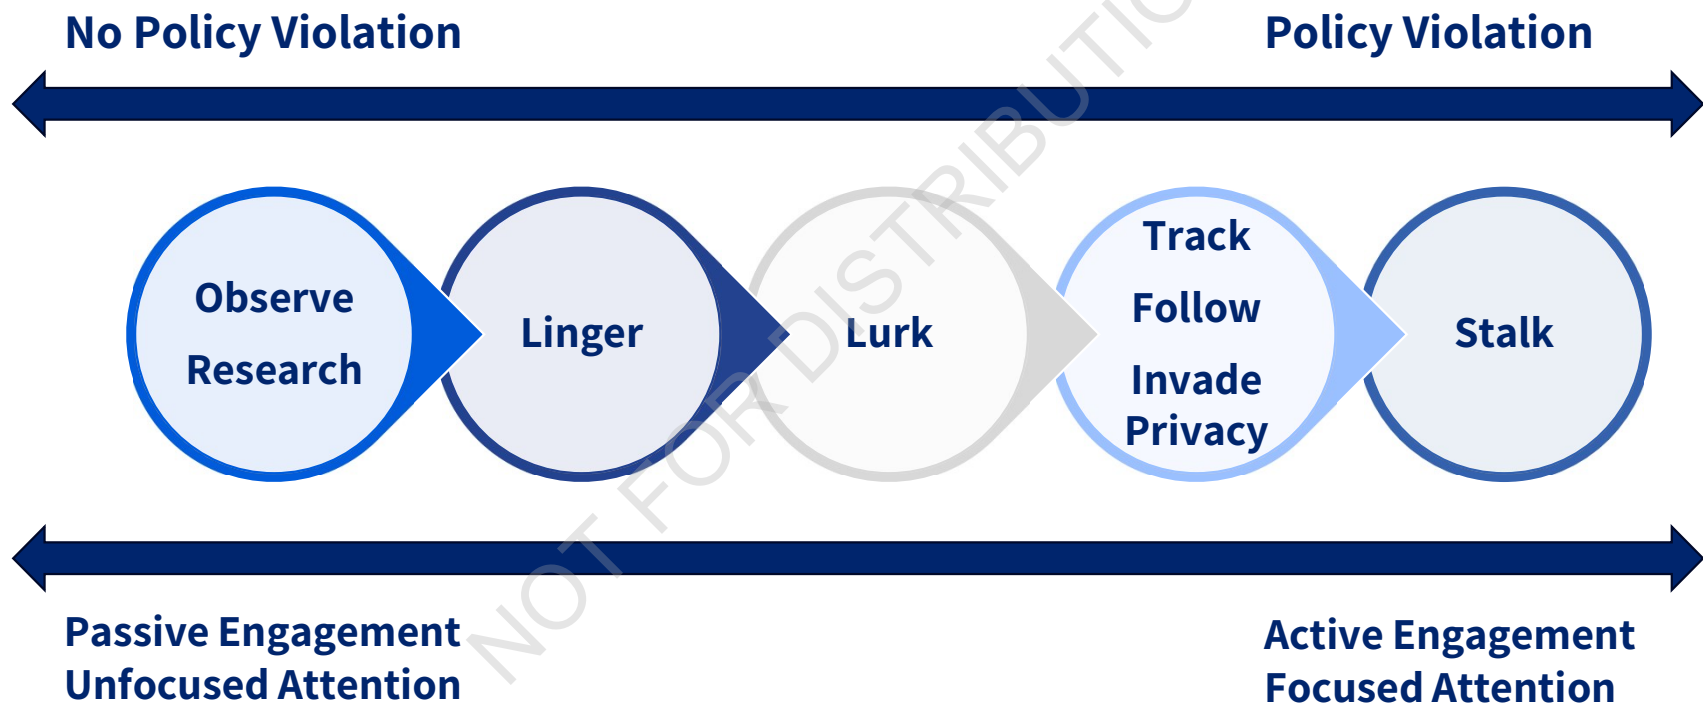 No Policy Violation
Policy Violation
Observe
Research
Linger
Lurk
Track
Follow
Invade
Privacy
Stalk
Passive Engagement
Unfocused Attention
Active Engagement
Focused Attention
NOT FOR DISTRIBUTIO